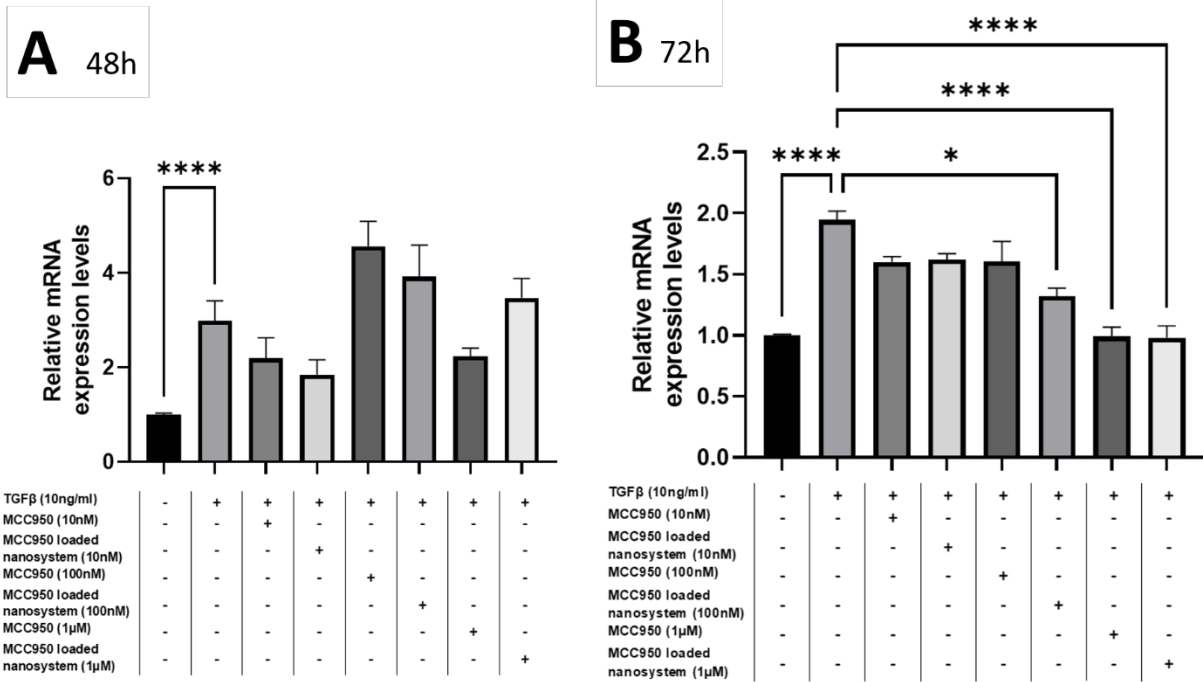 A 48h
****
6
4
2
0
Relative mRNA
expression levels
TGFβ (10ng/ml) - + + + + + + +
MCC950 (10nM) - - + - - - - -
MCC950 loaded
nanosystem (10nM) - - - + - - - -
MCC950 (100nM) - - - - + - - -
MCC950 loaded
nanosystem (100nM) - - - - - + - -
MCC950 (1μM) - - - - - - + -
MCC950 loaded
nanosystem (1μM) - - - - - - - +
B 72h
****
****
**** *
2.5
2.0
1.5
1.0
0.5
0.0
Relative mRNA
expression levels
TGFβ (10ng/ml) - + + + + + + +
MCC950 (10nM) - - + - - - - -
MCC950 loaded
nanosystem (10nM) - - - + - - - -
MCC950 (100nM) - - - - + - - -
MCC950 loaded
nanosystem (100nM) - - - - - + - -
MCC950 (1μM) - - - - - - + -
MCC950 loaded
nanosystem (1μM) - - - - - - - +